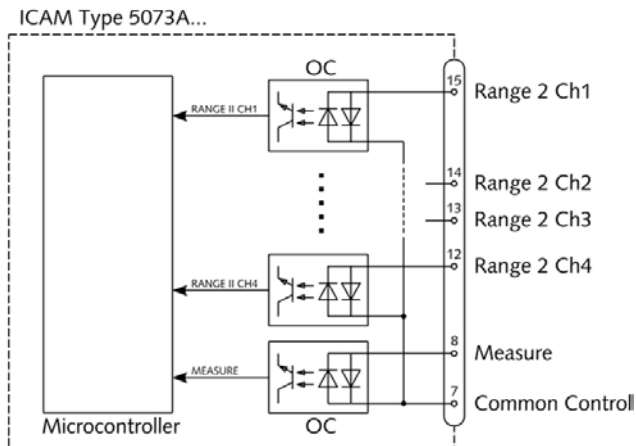 ICAM Type 5073A...
OC
15
Range 2 Ch1
RANGE II CH1
14
Range 2 Ch2
13
Range 2 Ch3
12
Range 2 Ch4
RANGE II CH4
8
Measure
MEASURE
7
Common Controll
Microcontroller
OC